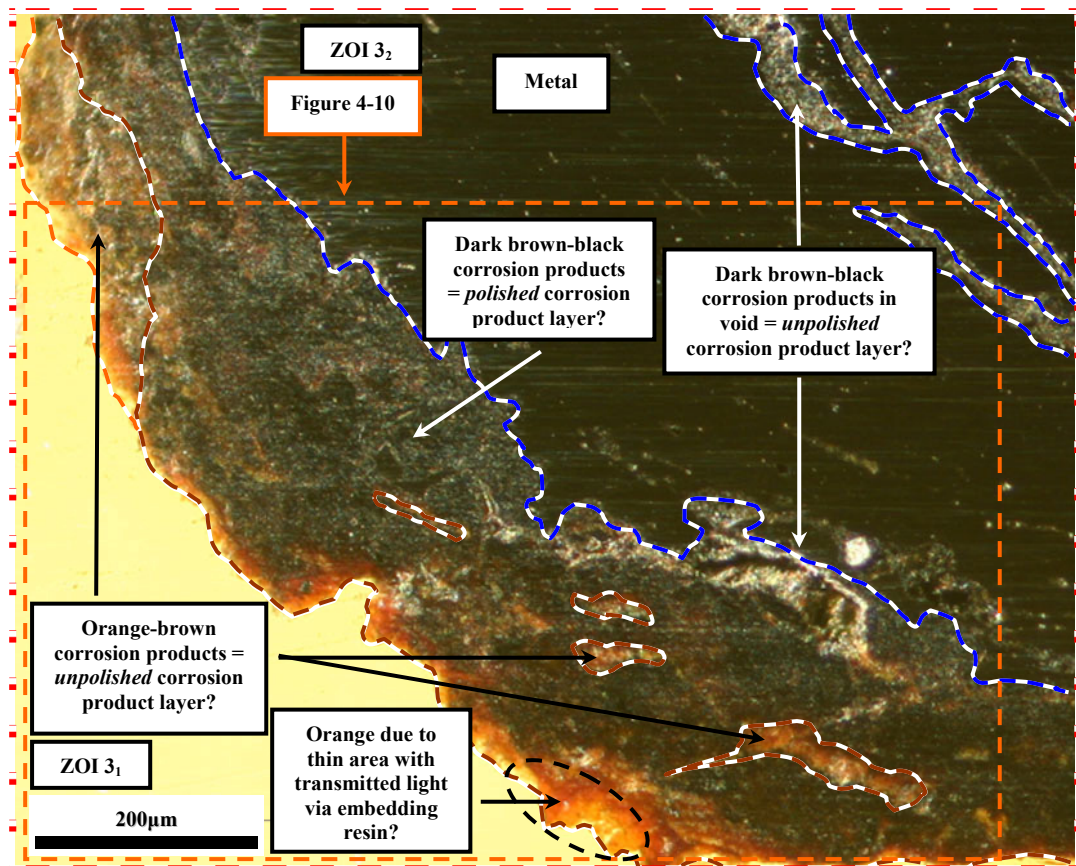 ZOI 3₂
Figure 4-10
Metal
Dark brown-black
corrosion products
= polished corrosion
product layer?
Dark brown-black
corrosion products in
void = unpolished
corrosion product layer?
Orange-brown
corrosion products =
unpolished corrosion
product layer?
Orange due to
thin area with
transmitted light
via embedding
resin?
ZOI 3₁
200µm